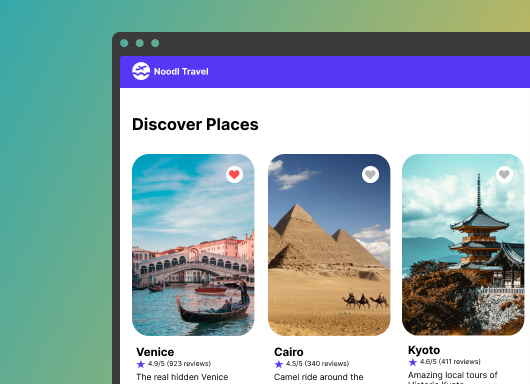 Noodl Travel
Discover Places
Venice
4.9/5 (923 reviews)
The real hidden Venice
Cairo
4.5/5 (340 reviews)
Camel ride around the
Kyoto
4.6/5 (411 reviews)
Amazing local tours of